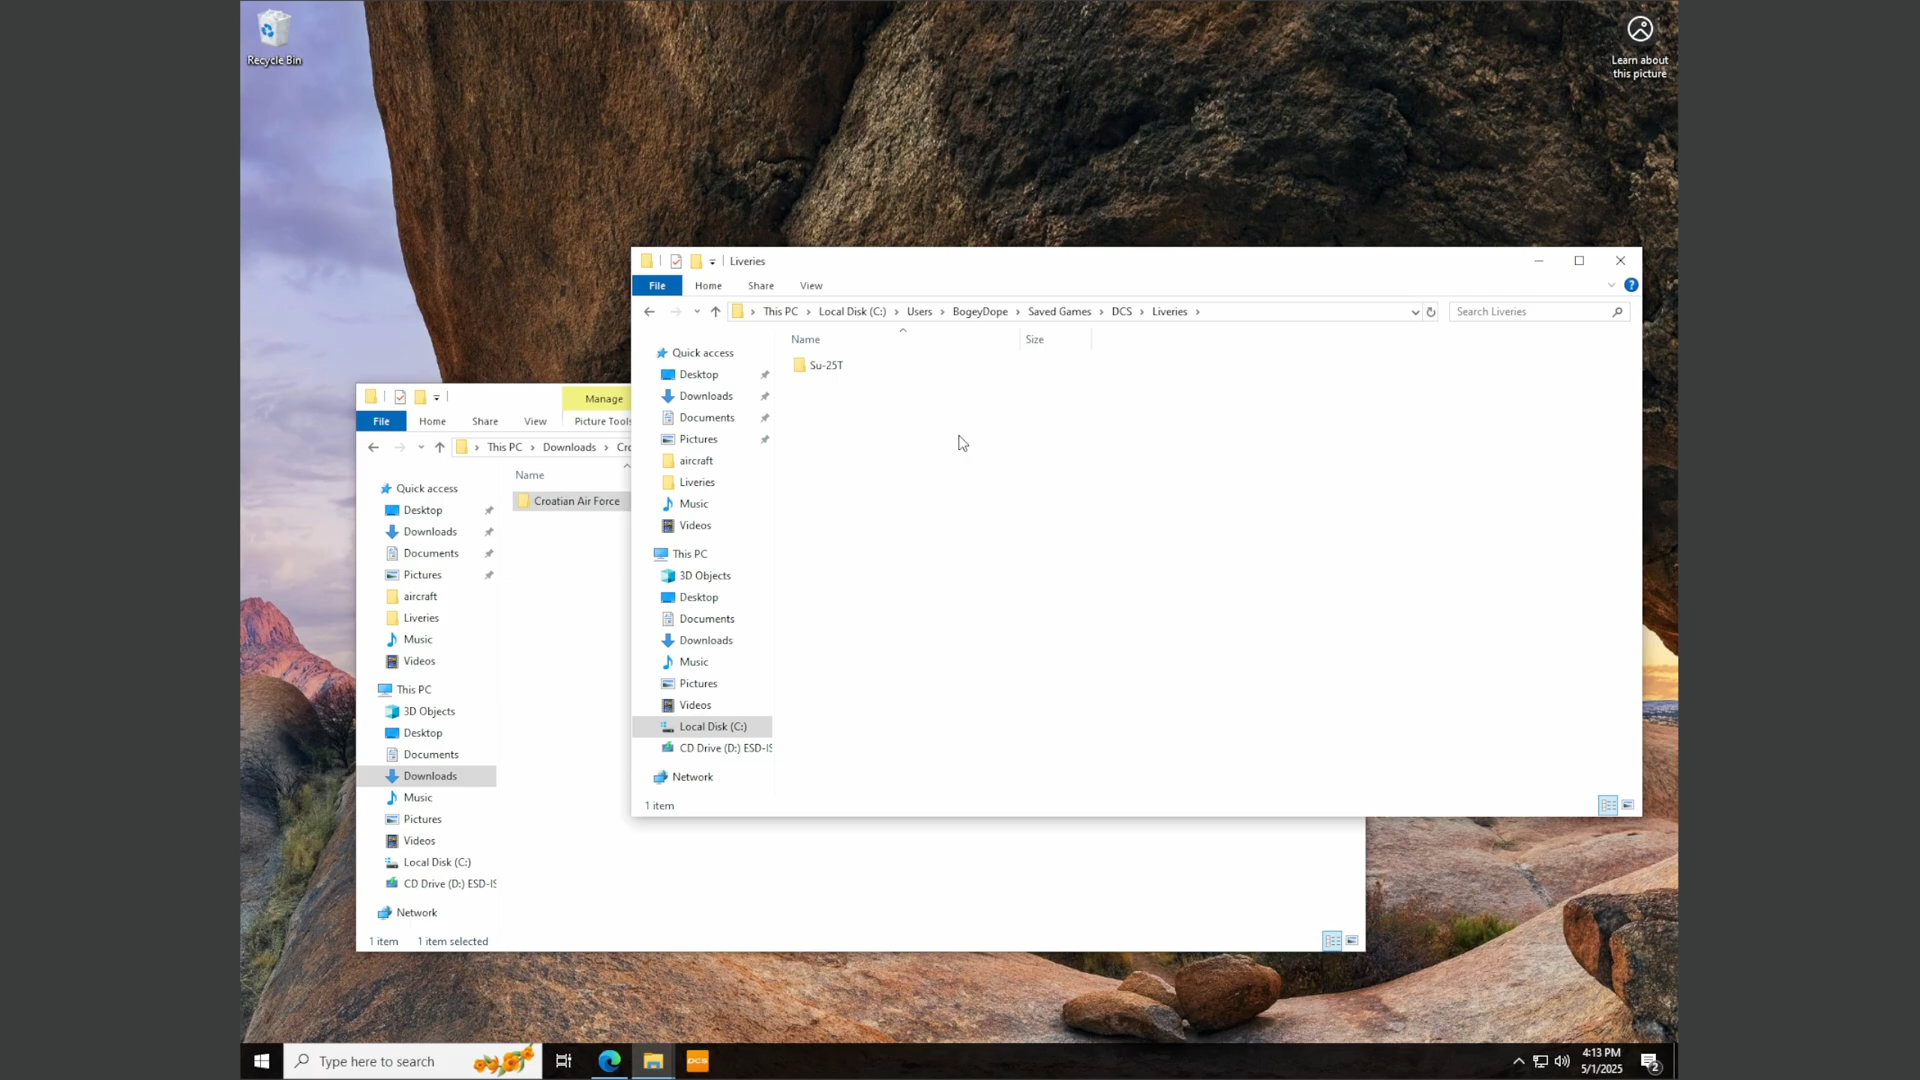 Recycle Bin
Learn about
this picture
Liveries
File Home Share View
This PC Local Disk (C:) Users BogeyDope Saved Games DCS Liveries
Search Liveries
Name Size
Su-25T
Quick access
Desktop
Downloads
Documents
Pictures
aircraft
Liveries
Music
Videos
This PC
3D Objects
Desktop
Documents
Downloads
Music
Pictures
Videos
Local Disk (C:)
CD Drive (D:) ESD-IS
Network
1 item
Manage
File Home Share View Picture Tools
This PC Downloads Cro
Name
Croatian Air Force
Quick access
Desktop
Downloads
Documents
Pictures
aircraft
Liveries
Music
Videos
This PC
3D Objects
Desktop
Documents
Downloads
Music
Pictures
Videos
Local Disk (C:)
CD Drive (D:) ESD-IS
Network
1 item 1 item selected
Type here to search
DCS
4:13 PM
5/1/2025
2